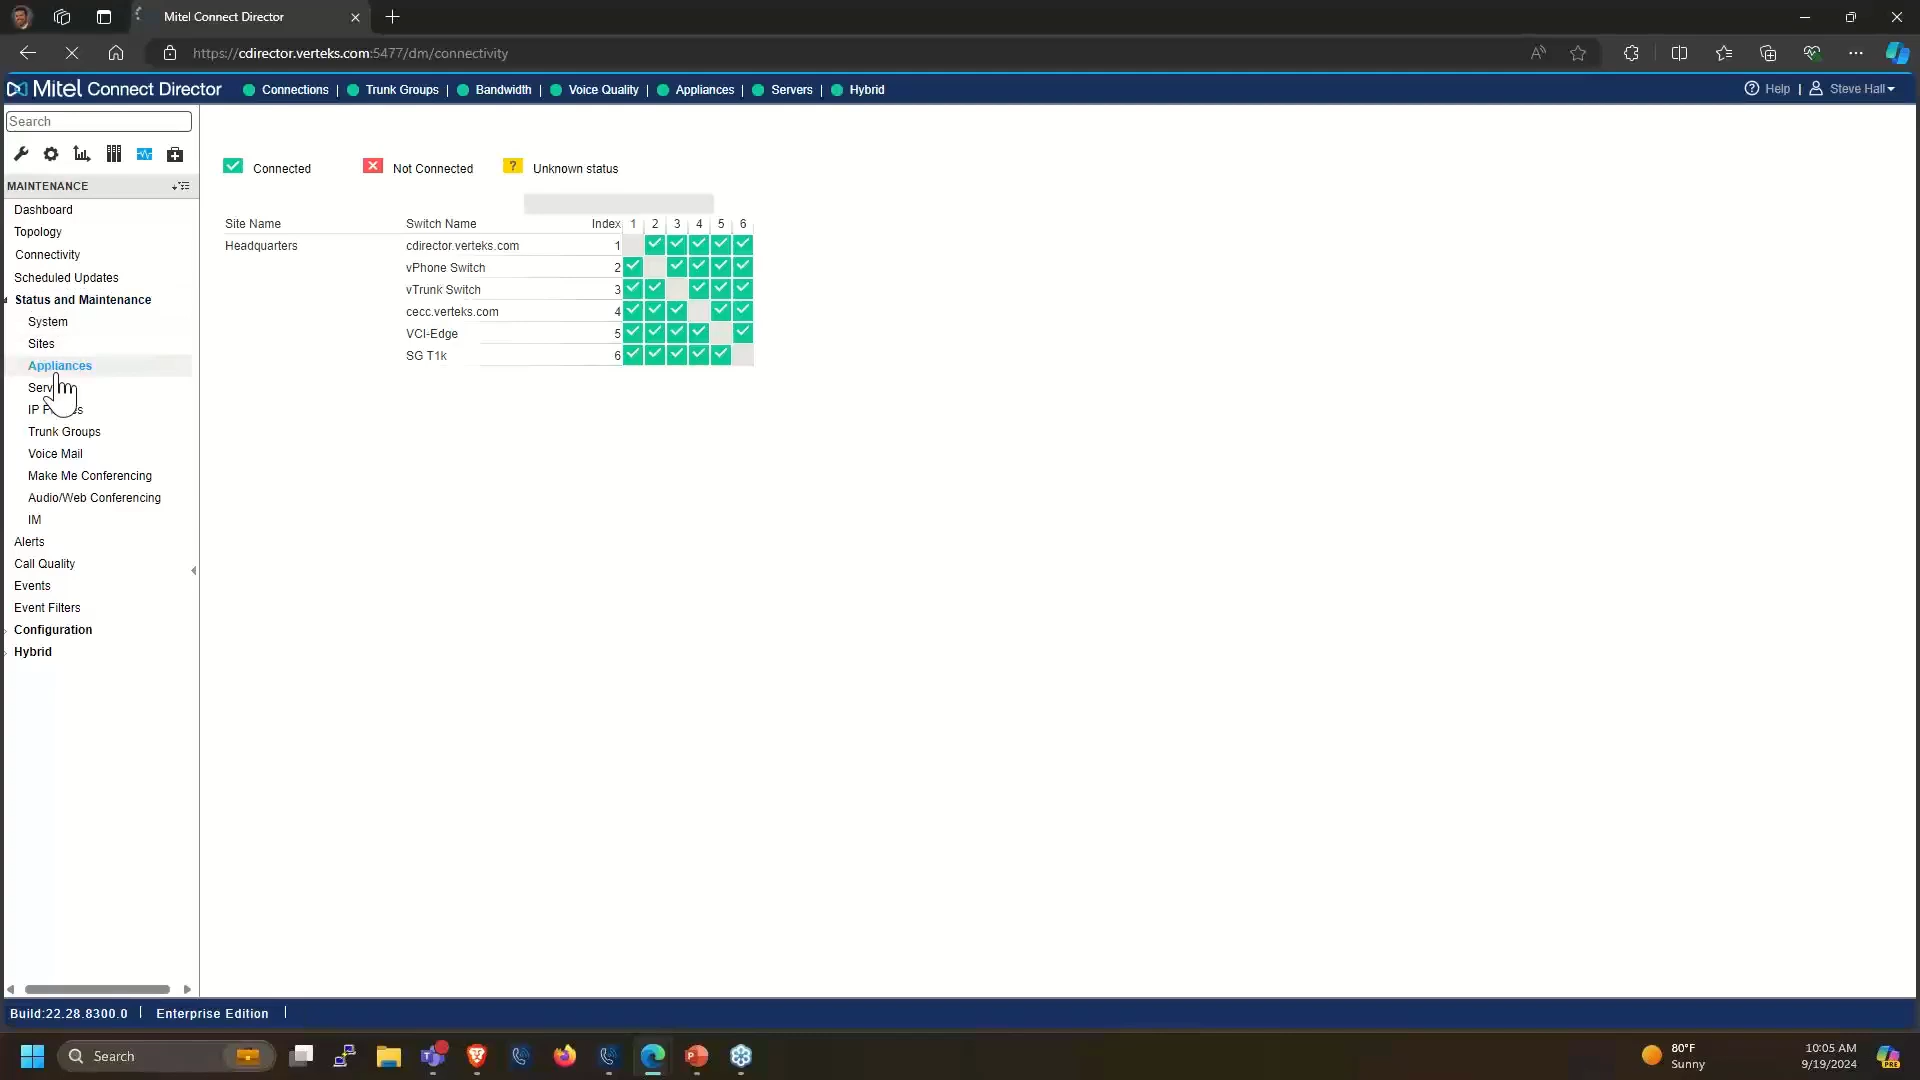 Mitel Connect Director
https://cdirector.verteks.com:5477/dm/connectivity
Mitel Connect Director
Connections | Trunk Groups | Bandwidth | Voice Quality | Appliances | Servers | Hybrid
Help | Steve Hall
Search
MAINTENANCE
Dashboard
Topology
Connectivity
Scheduled Updates
Status and Maintenance
System
Sites
Appliances
Trunk Groups
Voice Mail
Make Me Conferencing
Audio/Web Conferencing
IM
Alerts
Call Quality
Events
Event Filters
Configuration
Hybrid
Connected
Not Connected
? Unknown status
Site Name Switch Name Index 1 2 3 4 5 6
Headquarters cdirector.verteks.com 1
vPhone Switch 2
vTrunk Switch 3
cecc.verteks.com 4
VCI-Edge 5
SG T1k 6
Build:22.28.8300.0 | Enterprise Edition |
Search
80°F
Sunny
10:05 AM
9/19/2024